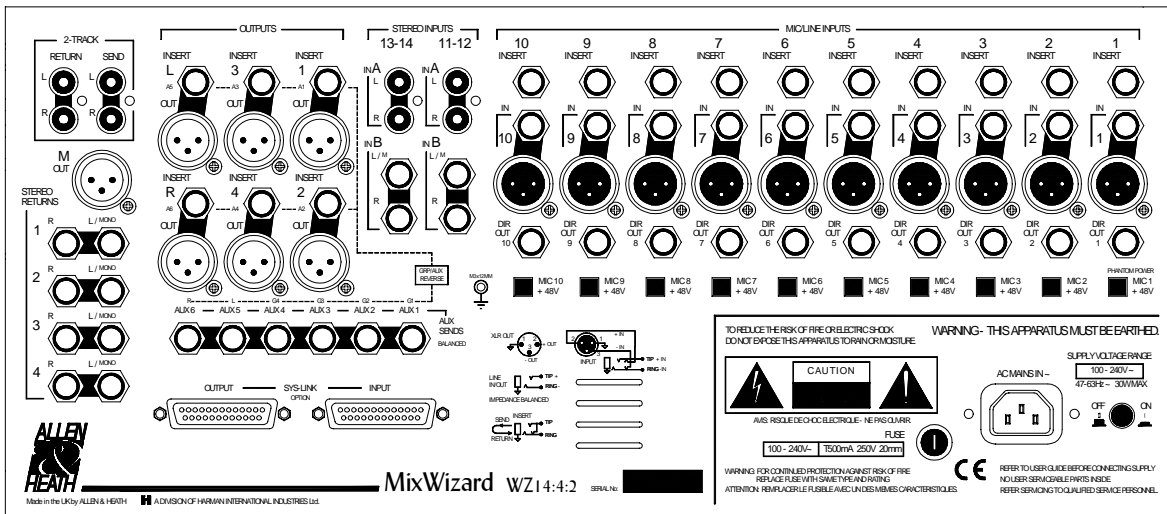 OUTPUTS
STEREO INPUTS
MIC/LINE INPUTS
2-TRACK
RETURN SEND
L L
R R
M
OUT
STEREO
RETURNS
R L / MONO
1
R L / MONO
2
R L / MONO
3
R L / MONO
4
INSERT INSERT INSERT
L 3 1
A5 A3 A1
OUT OUT OUT
INSERT INSERT INSERT
R 4 2
A6 A4 A2
OUT OUT OUT
GRP/AUX
REVERSE
R L G4 G3 G2 G1
AUX6 AUX5 AUX4 AUX3 AUX2 AUX1
AUX
SENDS
BALANCED
13-14 11-12
IN A IN A
L L
R R
IN B IN B
L / M L / M
R R
M3x12MM
10 9 8 7 6 5 4 3 2 1
INSERT INSERT INSERT INSERT INSERT INSERT INSERT INSERT INSERT INSERT
IN IN IN IN IN IN IN IN IN IN
10 9 8 7 6 5 4 3 2 1
DIR DIR DIR DIR DIR DIR DIR DIR DIR DIR
OUT OUT OUT OUT OUT OUT OUT OUT OUT OUT
10 9 8 7 6 5 4 3 2 1
PHANTOM POWER
MIC 10 MIC 9 MIC 8 MIC 7 MIC 6 MIC 5 MIC 4 MIC 3 MIC 2 MIC 1
+ 48V + 48V + 48V + 48V + 48V + 48V + 48V + 48V + 48V + 48V
OUTPUT SYS-LINK INPUT
OPTION
XLR OUT 1 2 + OUT
3
- OUT
2 1 + IN
3 - IN
INPUT TIP + IN
RING - IN
LINE TIP +
IN/OUT RING -
IMPEDANCE BALANCED
SEND INSERT TIP
RETURN RING
TO REDUCE THE RISK OF FIRE OR ELECTRIC SHOCK
DO NOT EXPOSE THIS APPARATUS TO RAIN OR MOISTURE.
WARNING - THIS APPARATUS MUST BE EARTHED.
CAUTION
AVIS: RISQUE DE CHOC ELECTRIQUE - NE PAS OUVRIR.
FUSE
100 - 240V~ T500mA 250V 20mm
WARNING: FOR CONTINUED PROTECTION AGAINST RISK OF FIRE
REPLACE FUSE WITH SAME TYPE AND RATING
ATTENTION: REMPLACER LE FUSIBLE AVEC UN DES MEMES CARACTERISTIQUES.
AC MAINS IN ~
SUPPLY VOLTAGE RANGE
100 - 240V ~
47-63Hz ~ 30W MAX
OFF ON
CE
REFER TO USER GUIDE BEFORE CONNECTING SUPPLY
NO USER SERVICEABLE PARTS INSIDE
REFER SERVICING TO QUALIFIED SERVICE PERSONNEL
ALLEN
& HEATH
Made in the UK by ALLEN & HEATH
H A DIVISION OF HARMAN INTERNATIONAL INDUSTRIES Ltd.
MixWizard WZ14:4:2
SERIAL No: